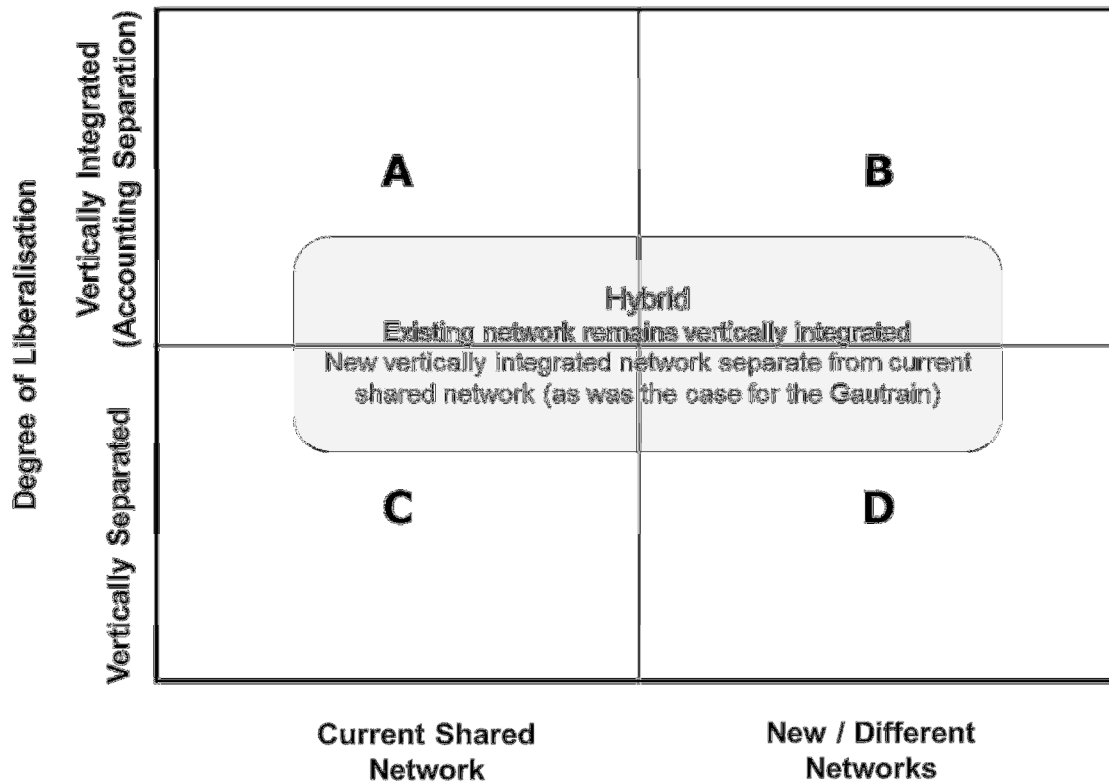 Degree of Liberalisation
Vertically Integrated
(Accounting Separation)
Vertically Separated
A
B
Hybrid
Existing network remains vertically integrated
New vertically integrated network separate from current
shared network (as was the case for the Gautrain)
C
D
Current Shared
Network
New / Different
Networks